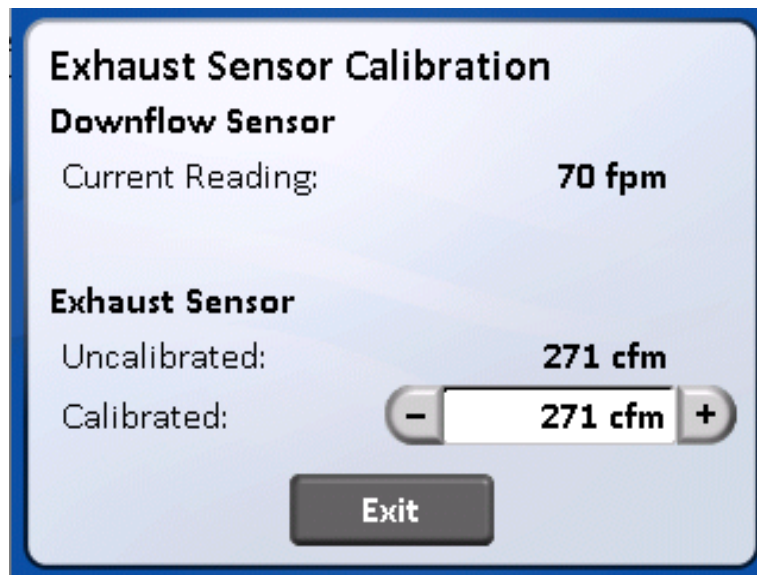 Exhaust Sensor Calibration
Downflow Sensor
Current Reading: 70 fpm
Exhaust Sensor
Uncalibrated: 271 cfm
Calibrated: - 271 cfm +
Exit